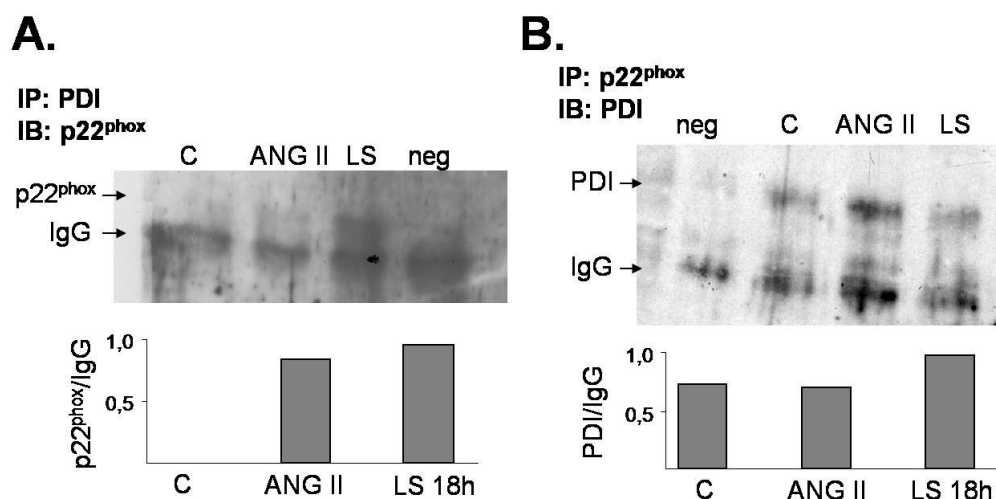 A.
IP: PDI
IB: p22phox
C ANG II LS neg
p22phox
IgG
1,0
0,5
p22phox/IgG
C ANG II LS 18h
B.
IP: p22phox
IB: PDI
neg C ANG II LS
PDI
IgG
1,0
0,5
PDI/IgG
C ANG II LS 18h